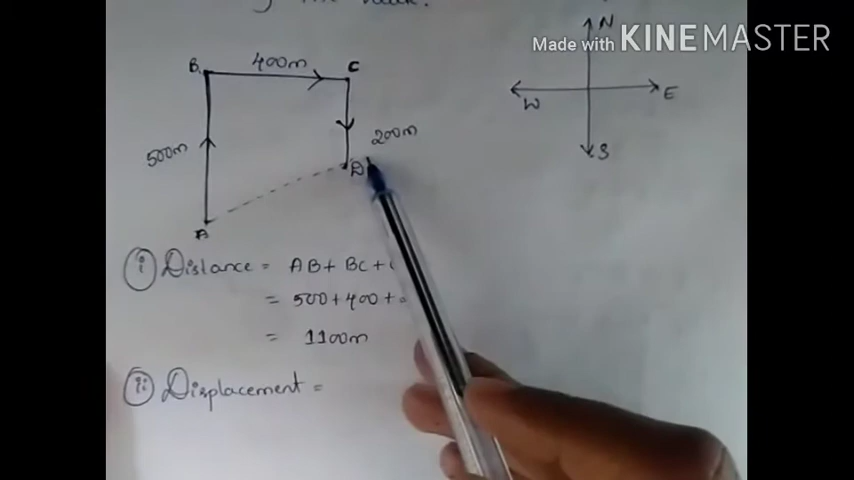 Made with KINEMASTER
N
B 400m C
W E
200m
500m
S
D
A
i Distance = AB + BC +
= 500 + 400 +
= 1100m
ii Displacement =